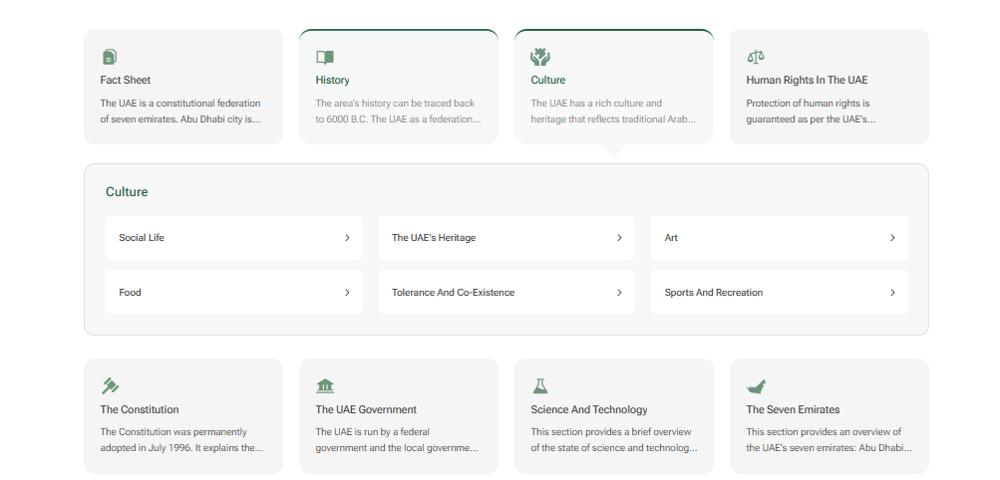 Fact Sheet
The UAE is a constitutional federation
of seven emirates. Abu Dhabi city is...
History
The area's history can be traced back
to 6000 B.C. The UAE as a federation...
Culture
The UAE has a rich culture and
heritage that reflects traditional Arab...
Human Rights In The UAE
Protection of human rights is
guaranteed as per the UAE's...
Culture
Social Life
The UAE's Heritage
Art
Food
Tolerance And Co-Existence
Sports And Recreation
The Constitution
The Constitution was permanently
adopted in July 1996. It explains the...
The UAE Government
The UAE is run by a federal
government and the local governme...
Science And Technology
This section provides a brief overview
of the state of science and technolog...
The Seven Emirates
This section provides an overview of
the UAE's seven emirates: Abu Dhabi...